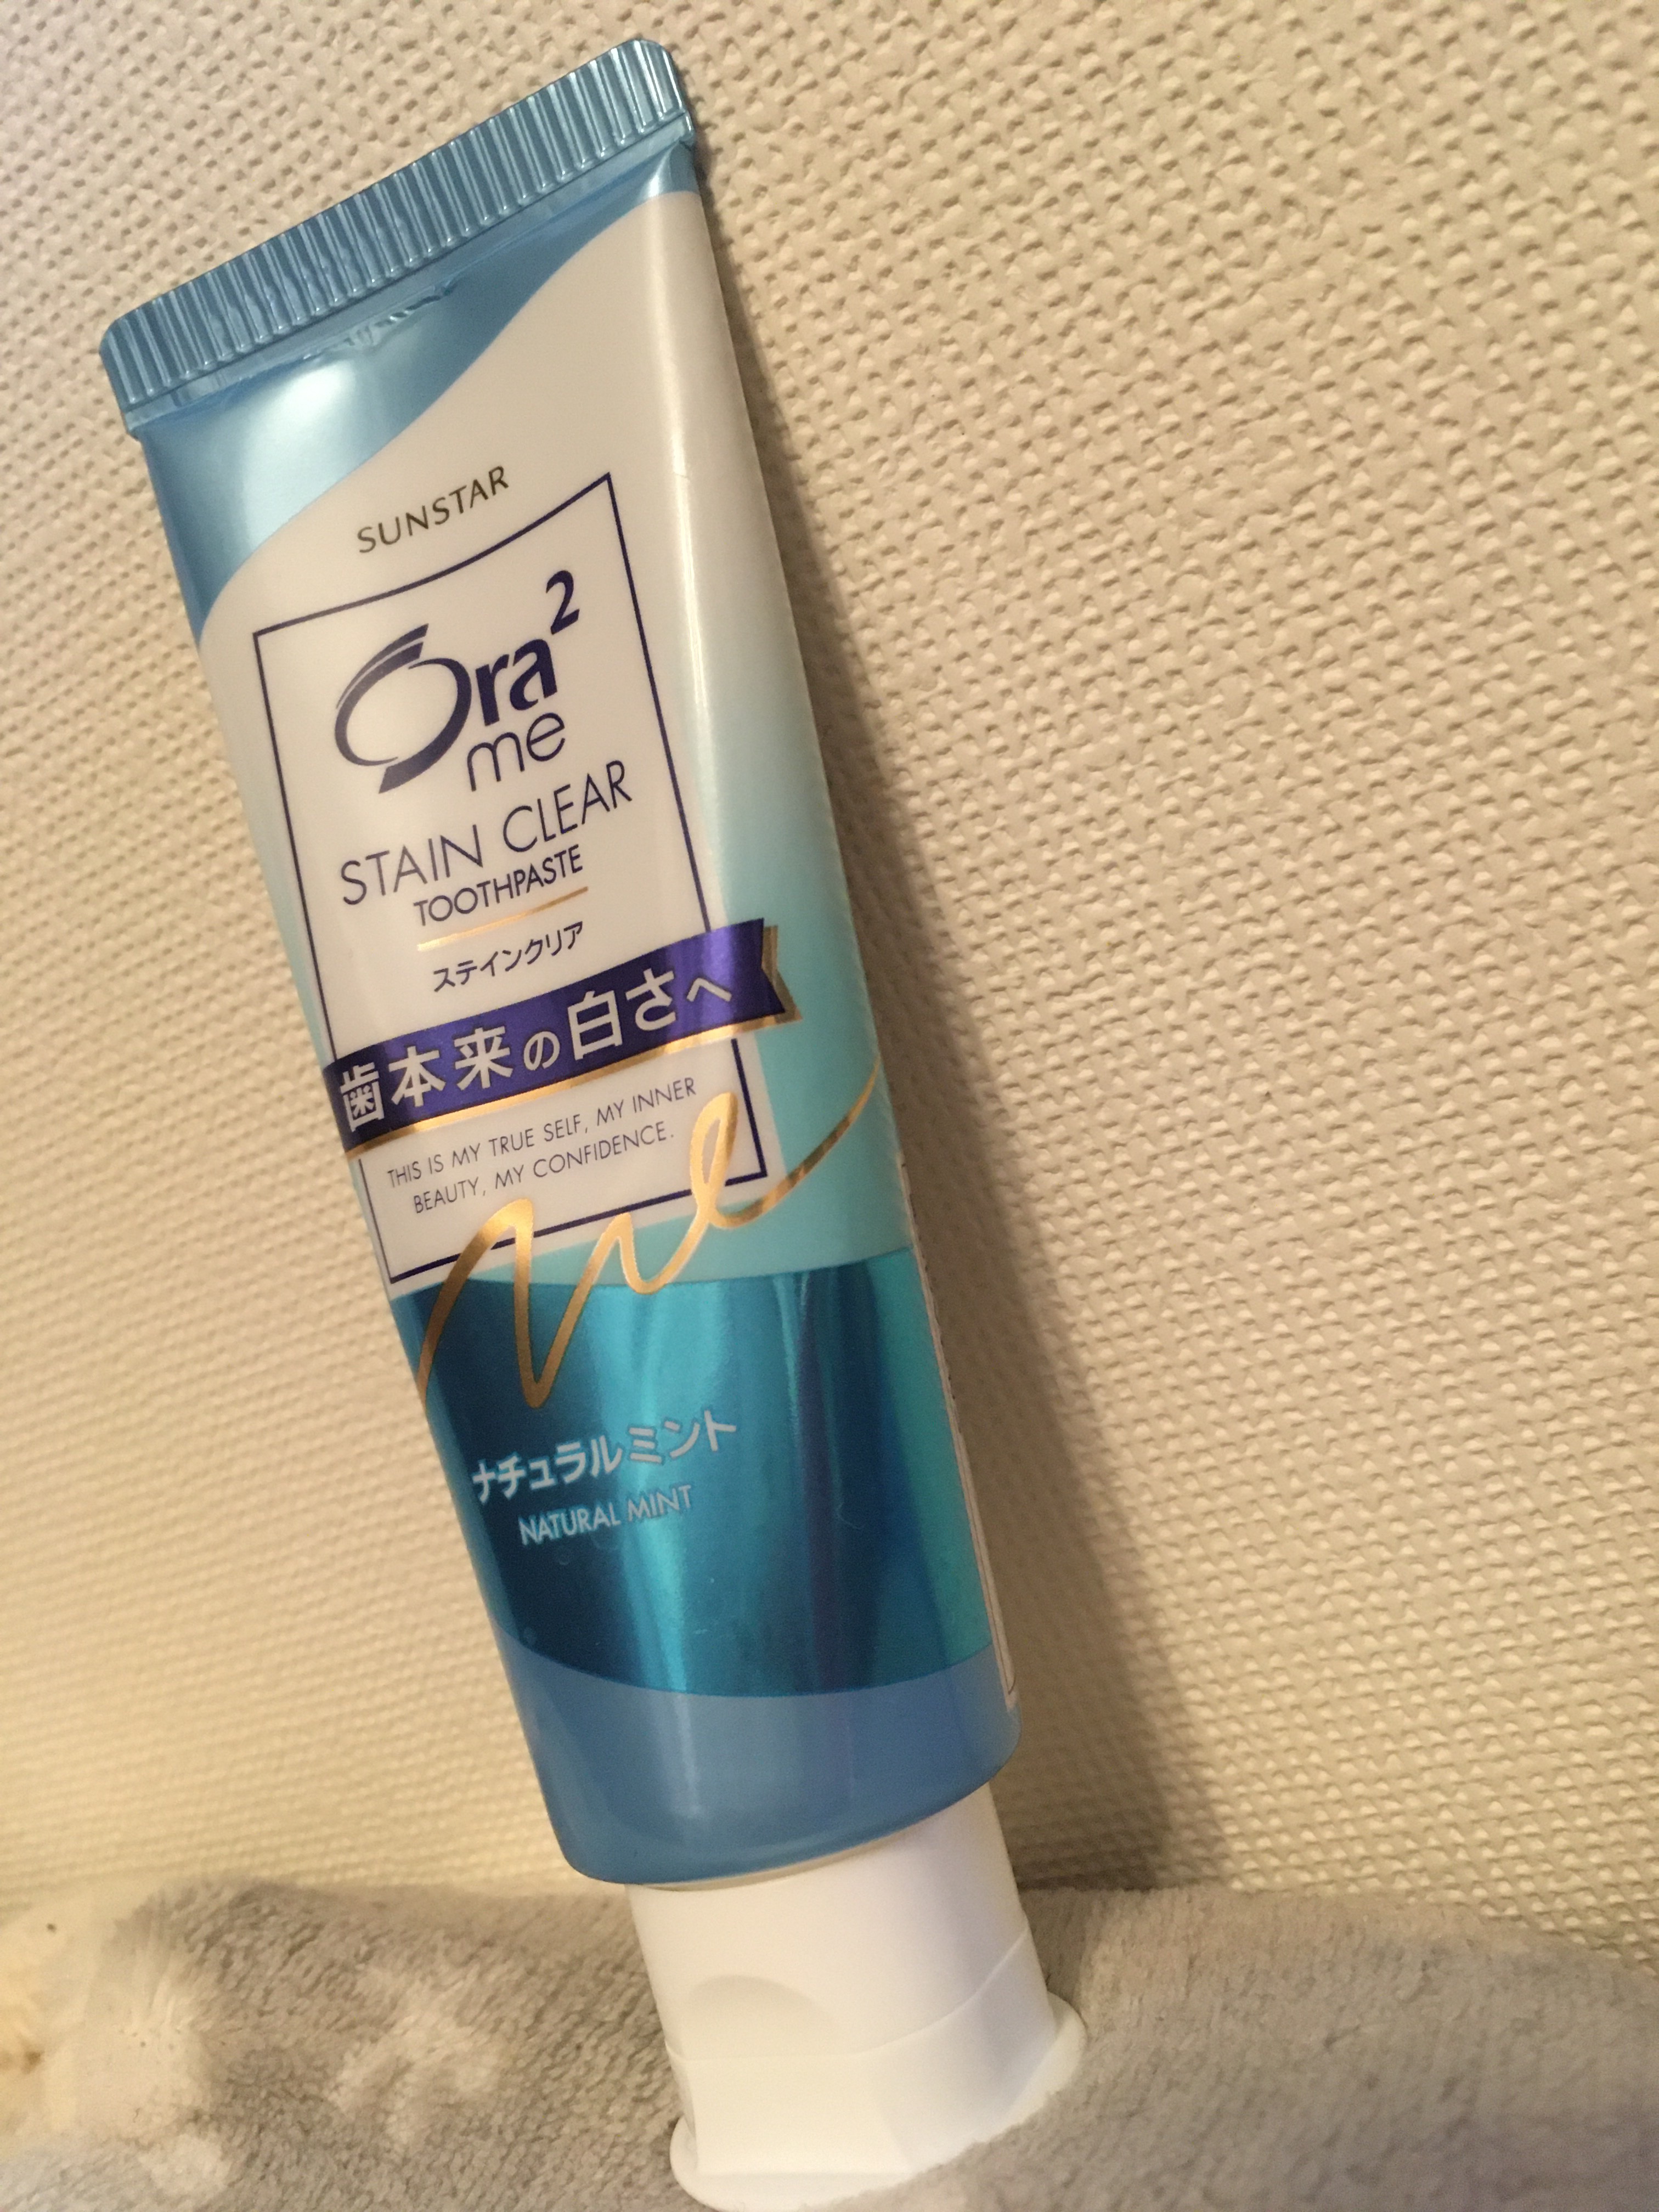 SUNSTAR
Ora²
me
STAIN CLEAR
TOOTHPASTE
ステインクリア
歯本来の白さへ
THIS IS MY TRUE SELF, MY INNER
BEAUTY, MY CONFIDENCE.
me
ナチュラルミント
NATURAL MINT